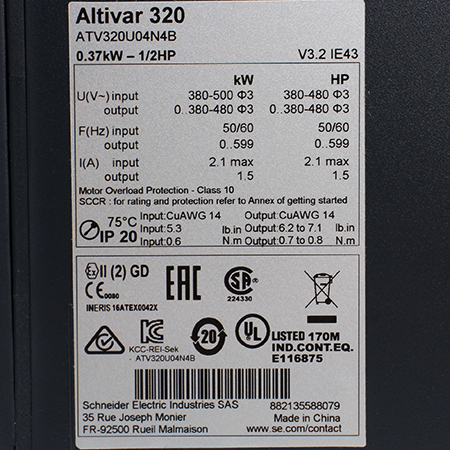 Altivar 320
ATV320U04N4B
0.37kW – 1/2HP V3.2 IE43
kW HP
U(V~) input 380-500 Φ3 380-480 Φ3
output 0..380-480 Φ3 0..380-480 Φ3
F(Hz) input 50/60 50/60
output 0..599 0..599
I(A) input 2.1 max 2.1 max
output 1.5 1.5
Motor Overload Protection - Class 10
SCCR : for rating and protection refer to Annex of getting started
75°C Input:CuAWG 14 Output:CuAWG 14
IP 20 Input:5.3 lb.in Output:6.2 to 7.1 lb.in
Input:0.6 N.m Output:0.7 to 0.8 N.m
Ex II (2) GD
CE 0080 EAC SA 224330
INERIS 16ATEX0042X
KCC-REI-Sek
- ATV320U04N4B
20
UL LISTED 170M
IND.CONT.EQ.
E116875
Schneider Electric Industries SAS 882135588079
35 Rue Joseph Monier
FR-92500 Rueil Malmaison www.se.com/contact